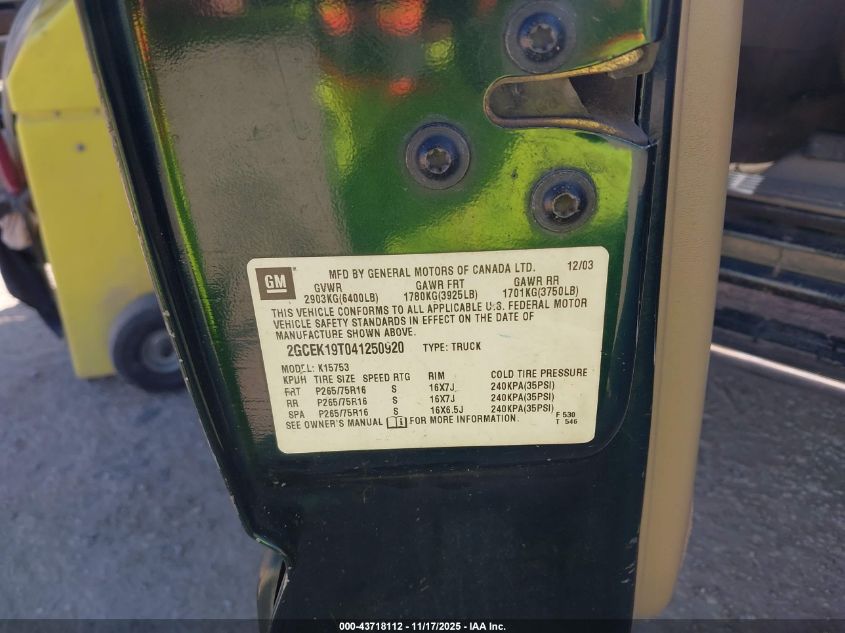 GM
MFD BY GENERAL MOTORS OF CANADA LTD. 12/03
GVWR GAWR FRT GAWR RR
2903KG(6400LB) 1780KG(3925LB) 1701KG(3750LB)
THIS VEHICLE CONFORMS TO ALL APPLICABLE U.S. FEDERAL MOTOR
VEHICLE SAFETY STANDARDS IN EFFECT ON THE DATE OF
MANUFACTURE SHOWN ABOVE.
2GCEK19T041250920 TYPE: TRUCK
MODEL: K15753
TIRE SIZE SPEED RTG RIM COLD TIRE PRESSURE
FRT P265/75R16 S 16X7J 240KPA(35PSI)
RR P265/75R16 S 16X7J 240KPA(35PSI)
SPA P265/75R16 S 16X6.5J 240KPA(35PSI)
SEE OWNER'S MANUAL FOR MORE INFORMATION.
F 530
T 546
000-43718112 - 11/17/2025 - IAA Inc.